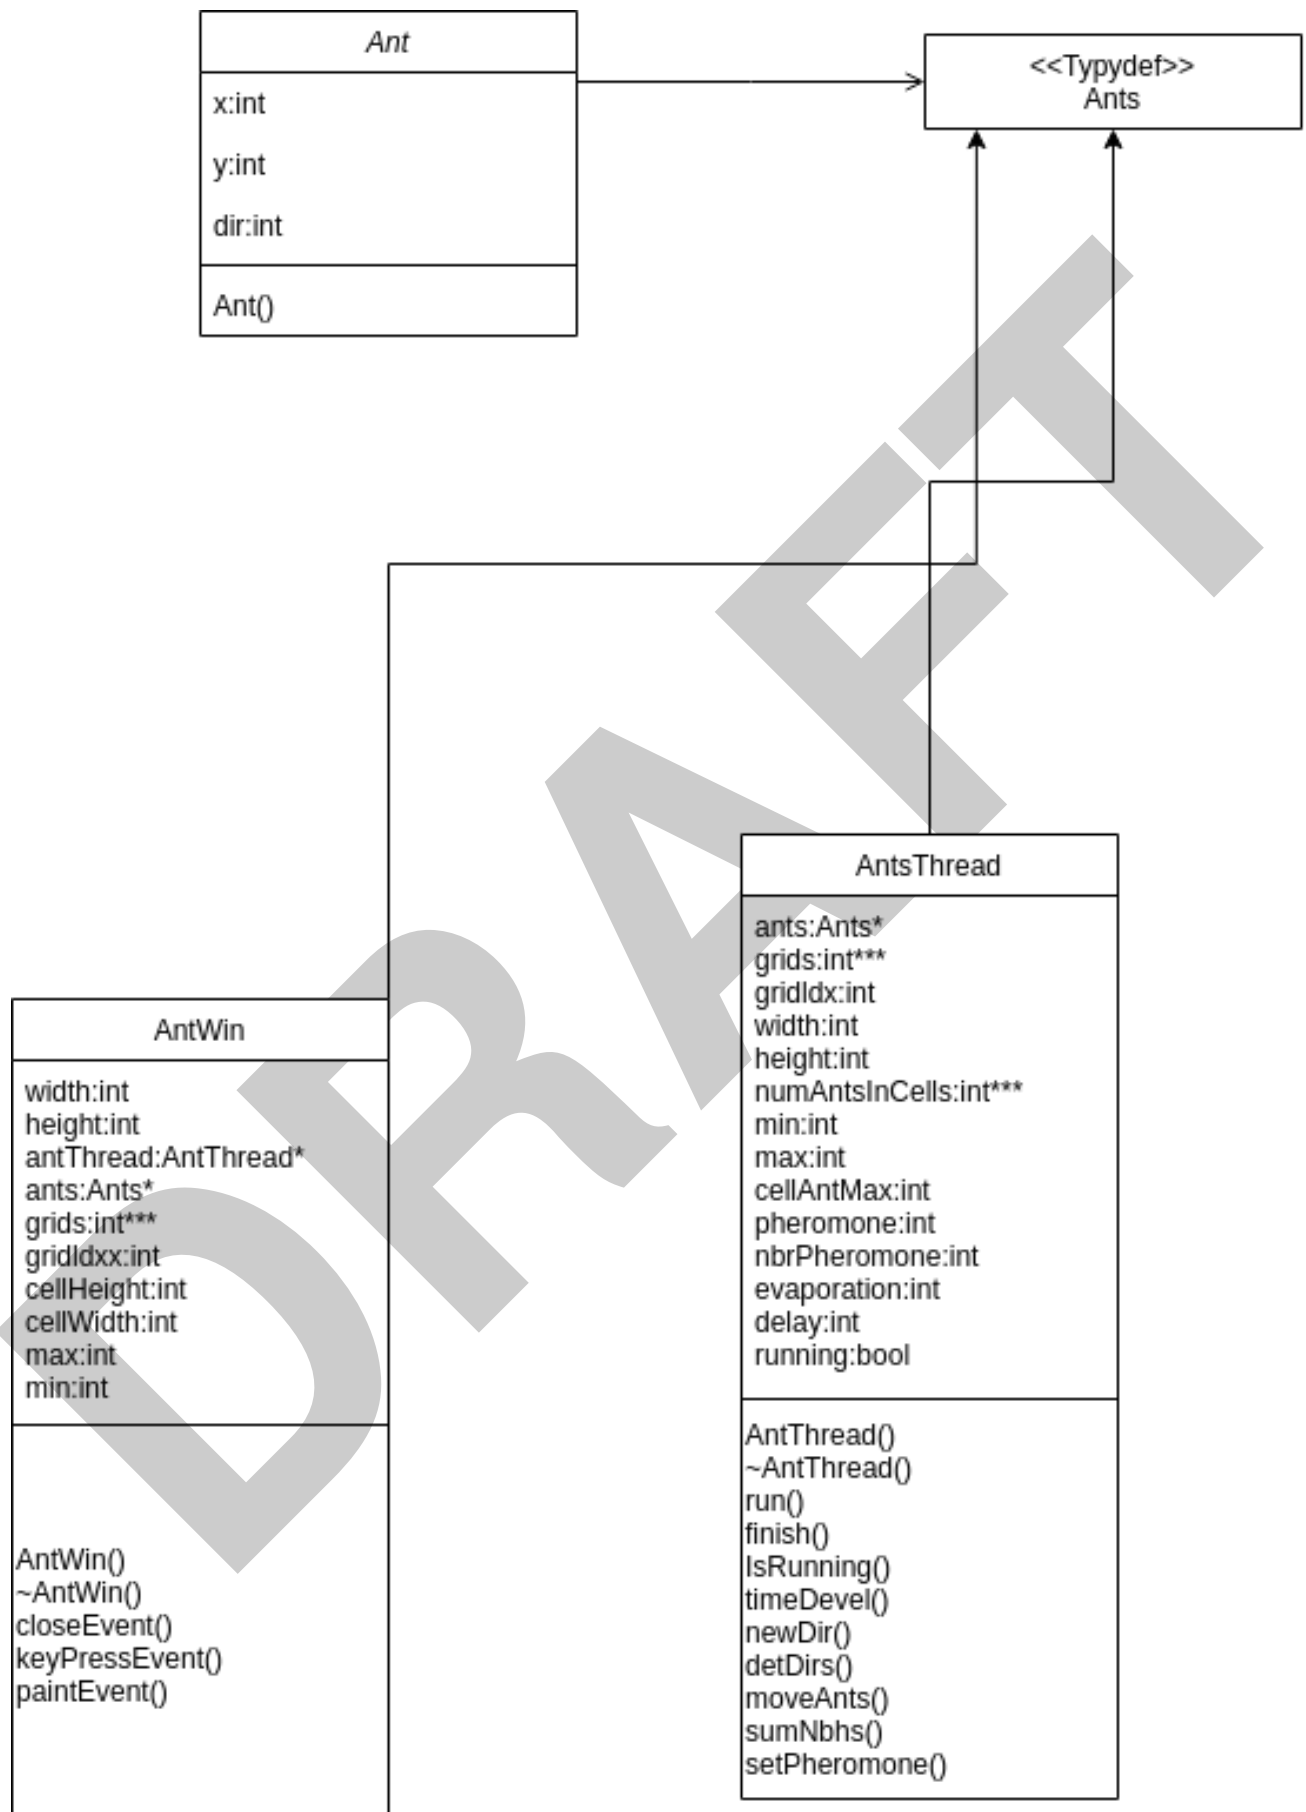 Ant
x:int
y:int
dir:int
Ant()
<<Typydef>>
Ants
DRAFT
AntsThread
ants:Ants*
grids:int***
gridIdx:int
width:int
height:int
numAntsInCells:int***
min:int
max:int
cellAntMax:int
pheromone:int
nbrPheromone:int
evaporation:int
delay:int
running:bool
AntThread()
~AntThread()
run()
finish()
IsRunning()
timeDevel()
newDir()
detDirs()
moveAnts()
sumNbhs()
setPheromone()
AntWin
width:int
height:int
antThread:AntThread*
ants:Ants*
grids:int***
gridIdxx:int
cellHeight:int
cellWidth:int
max:int
min:int
AntWin()
~AntWin()
closeEvent()
keyPressEvent()
paintEvent()